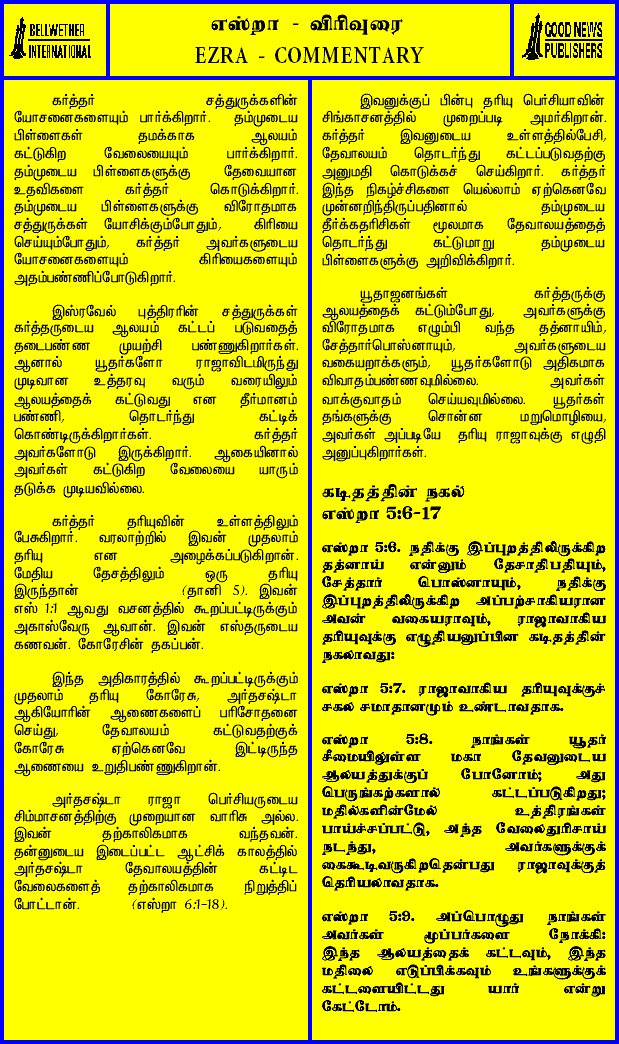 BELLWETHER
INTERNATIONAL
எஸ்றா - விரிவுரை
EZRA - COMMENTARY
GOOD NEWS
PUBLISHERS
கர்த்தர் சத்துருக்களின்
யோசனைகளையும் பார்க்கிறார். தம்முடைய
பிள்ளைகள் தமக்காக ஆலயம்
கட்டுகிற வேலையையும் பார்க்கிறார்.
தம்முடைய பிள்ளைகளுக்கு தேவையான
உதவிகளை கர்த்தர் கொடுக்கிறார்.
தம்முடைய பிள்ளைகளுக்கு விரோதமாக
சத்துருக்கள் யோசிக்கும்போதும், கிரியை
செய்யும்போதும், கர்த்தர் அவர்களுடைய
யோசனைகளையும் கிரியைகளையும்
அதம்பண்ணிப்போடுகிறார்.
இஸ்ரவேல் புத்திரரின் சத்துருக்கள்
கர்த்தருடைய ஆலயம் கட்டப் படுவதைத்
தடைபண்ண முயற்சி பண்ணுகிறார்கள்.
ஆனால் யூதர்களோ ராஜாவிடமிருந்து
முடிவான உத்தரவு வரும் வரையிலும்
ஆலயத்தைக் கட்டுவது என தீர்மானம்
பண்ணி, தொடர்ந்து கட்டிக்
கொண்டிருக்கிறார்கள். கர்த்தர்
அவர்களோடு இருக்கிறார். ஆகையினால்
அவர்கள் கட்டுகிற வேலையை யாரும்
தடுக்க முடியவில்லை.
கர்த்தர் தரியுவின் உள்ளத்திலும்
பேசுகிறார். வரலாற்றில் இவன் முதலாம்
தரியு என அழைக்கப்படுகிறான்.
மேதிய தேசத்திலும் ஒரு தரியு
இருந்தான் (தானி 5). இவன்
எஸ் 1:1 ஆவது வசனத்தில் கூறப்பட்டிருக்கும்
அகாஸ்வேரு ஆவான். இவன் எஸ்தருடைய
கணவன். கோரேசின் தகப்பன்.
இந்த அதிகாரத்தில் கூறப்பட்டிருக்கும்
முதலாம் தரியு கோரேசு, அர்தசஷ்டா
ஆகியோரின் ஆணைகளைப் பரிசோதனை
செய்து, தேவாலயம் கட்டுவதற்குக்
கோரேசு ஏற்கெனவே இட்டிருந்த
ஆணையை உறுதிபண்ணுகிறான்.
அர்தசஷ்டா ராஜா பெர்சியருடைய
சிம்மாசனத்திற்கு முறையான வாரிசு அல்ல.
இவன் தற்காலிகமாக வந்தவன்.
தன்னுடைய இடைப்பட்ட ஆட்சிக் காலத்தில்
அர்தசஷ்டா தேவாலயத்தின் கட்டிட
வேலைகளைத் தற்காலிகமாக நிறுத்திப்
போட்டான். (எஸ்றா 6:1-18).
இவனுக்குப் பின்பு தரியு பெர்சியாவின்
சிங்காசனத்தில் முறைப்படி அமர்கிறான்.
கர்த்தர் இவனுடைய உள்ளத்தில்பேசி,
தேவாலயம் தொடர்ந்து கட்டப்படுவதற்கு
அனுமதி கொடுக்கச் செய்கிறார். கர்த்தர்
இந்த நிகழ்ச்சிகளை யெல்லாம் ஏற்கெனவே
முன்னறிந்திருப்பதினால் தம்முடைய
தீர்க்கதரிசிகள் மூலமாக தேவாலயத்தைத்
தொடர்ந்து கட்டுமாறு தம்முடைய
பிள்ளைகளுக்கு அறிவிக்கிறார்.
யூதாஜனங்கள் கர்த்தருக்கு
ஆலயத்தைக் கட்டும்போது, அவர்களுக்கு
விரோதமாக எழும்பி வந்த தத்னாயிம்,
சேத்தார்பொஸ்னாயும், அவர்களுடைய
வகையறாக்களும், யூதர்களோடு அதிகமாக
விவாதம்பண்ணவுமில்லை. அவர்கள்
வாக்குவாதம் செய்யவுமில்லை. யூதர்கள்
தங்களுக்கு சொன்ன மறுமொழியை,
அவர்கள் அப்படியே தரியு ராஜாவுக்கு எழுதி
அனுப்புகிறார்கள்.
கடிதத்தின் நகல்
எஸ்றா 5:6-17
எஸ்றா 5:6. நதிக்கு இப்புறத்திலிருக்கிற
தத்னாய் என்னும் தேசாதிபதியும்,
சேத்தார் பொஸ்னாயும், நதிக்கு
இப்புறத்திலிருக்கிற அப்பற்சாகியரான
அவன் வகையராவும், ராஜாவாகிய
தரியுவுக்கு எழுதியனுப்பின கடிதத்தின்
நகலாவது:
எஸ்றா 5:7. ராஜாவாகிய தரியுவுக்குச்
சகல சமாதானமும் உண்டாவதாக.
எஸ்றா 5:8. நாங்கள் யூதர்
சீமையிலுள்ள மகா தேவனுடைய
ஆலயத்துக்குப் போனோம்; அது
பெருங்கற்களால் கட்டப்படுகிறது;
மதில்களின்மேல் உத்திரங்கள்
பாய்ச்சப்பட்டு, அந்த வேலைதுரிசாய்
நடந்து, அவர்களுக்குக்
கைகூடிவருகிறதென்பது ராஜாவுக்குத்
தெரியலாவதாக.
எஸ்றா 5:9. அப்பொழுது நாங்கள்
அவர்கள் மூப்பர்களை நோக்கி:
இந்த ஆலயத்தைக் கட்டவும், இந்த
மதிலை எடுப்பிக்கவும் உங்களுக்குக்
கட்டளையிட்டது யார் என்று
கேட்டோம்.